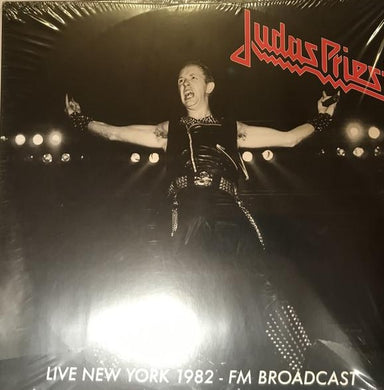 Judas Priest
LIVE NEW YORK 1982 - FM BROADCAST